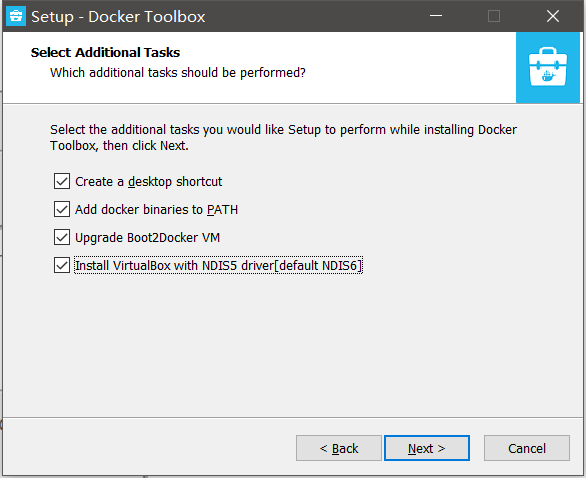 Setup - Docker Toolbox
Select Additional Tasks
Which additional tasks should be performed?
Select the additional tasks you would like Setup to perform while installing Docker
Toolbox, then click Next.
Create a desktop shortcut
Add docker binaries to PATH
Upgrade Boot2Docker VM
Install VirtualBox with NDIS5 driver[default NDIS6]
< Back
Next >
Cancel